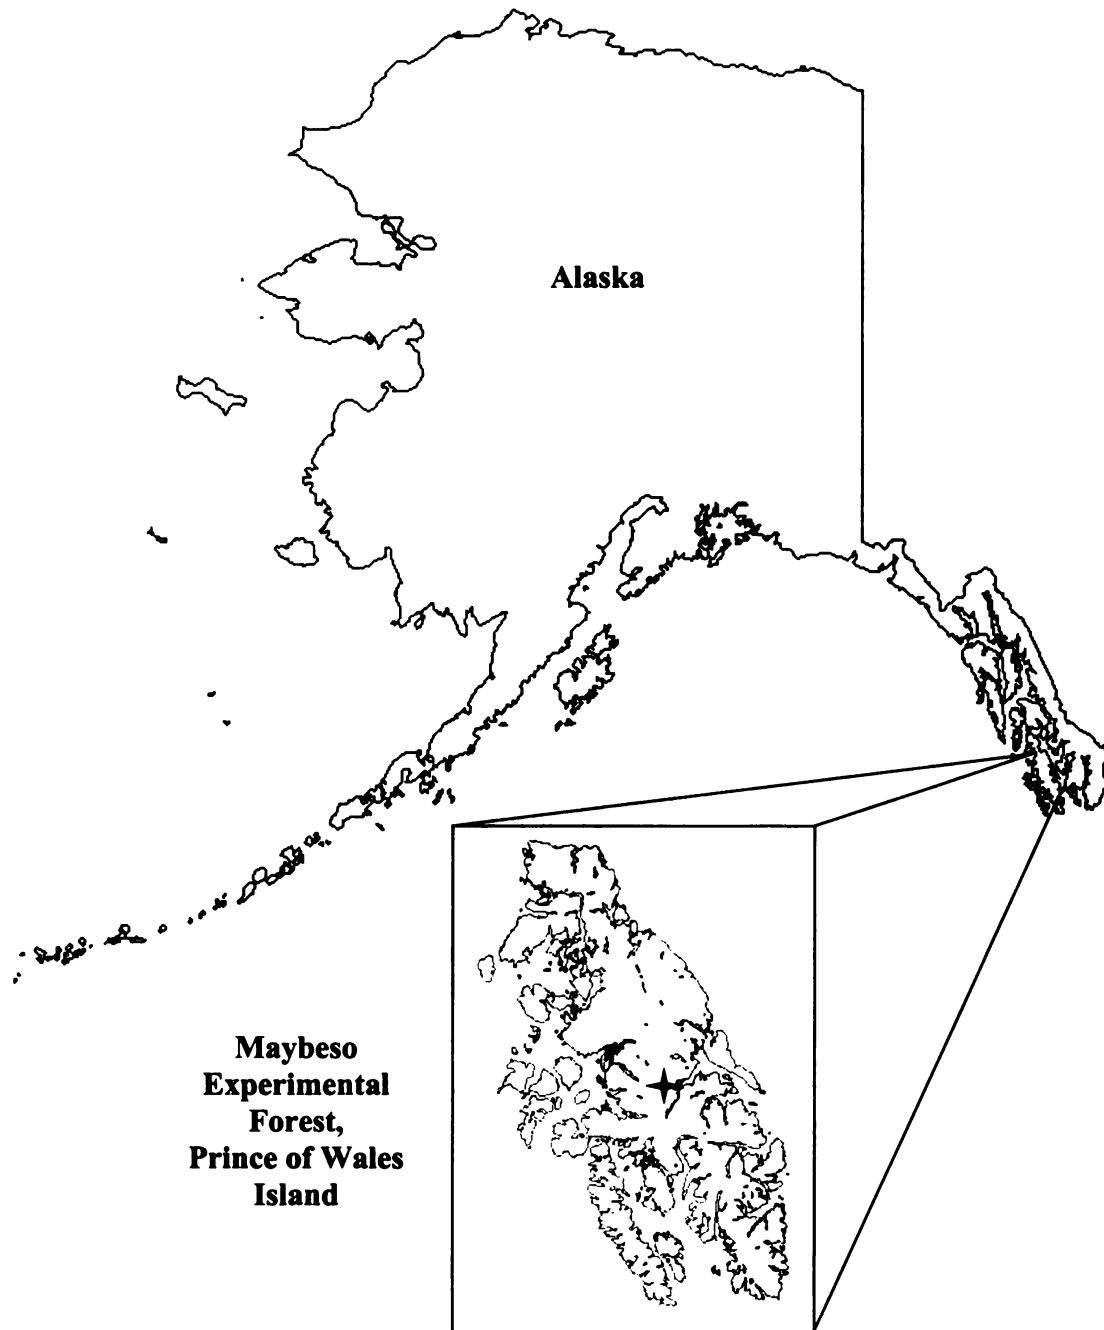 Alaska
Maybeso
Experimental
Forest,
Prince of Wales
Island